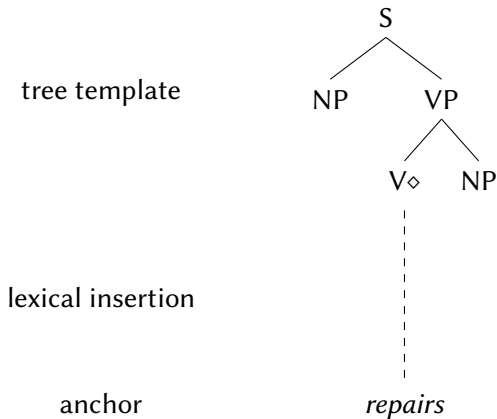 S
tree template NP VP
V◇ NP
lexical insertion
anchor repairs